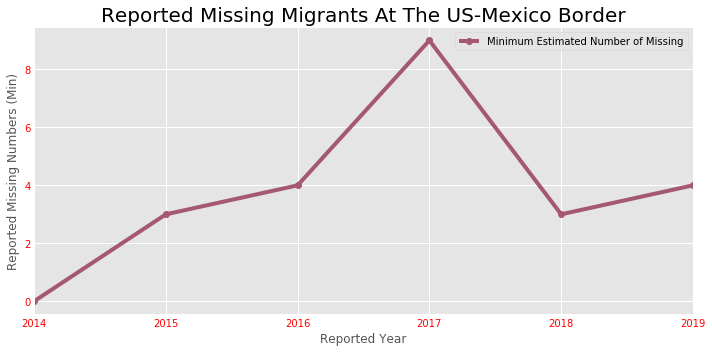 Reported Missing Migrants At The US-Mexico Border
Minimum Estimated Number of Missing
Reported Missing Numbers (Min)
8
6
4
2
0
2014 2015 2016 2017 2018 2019
Reported Year